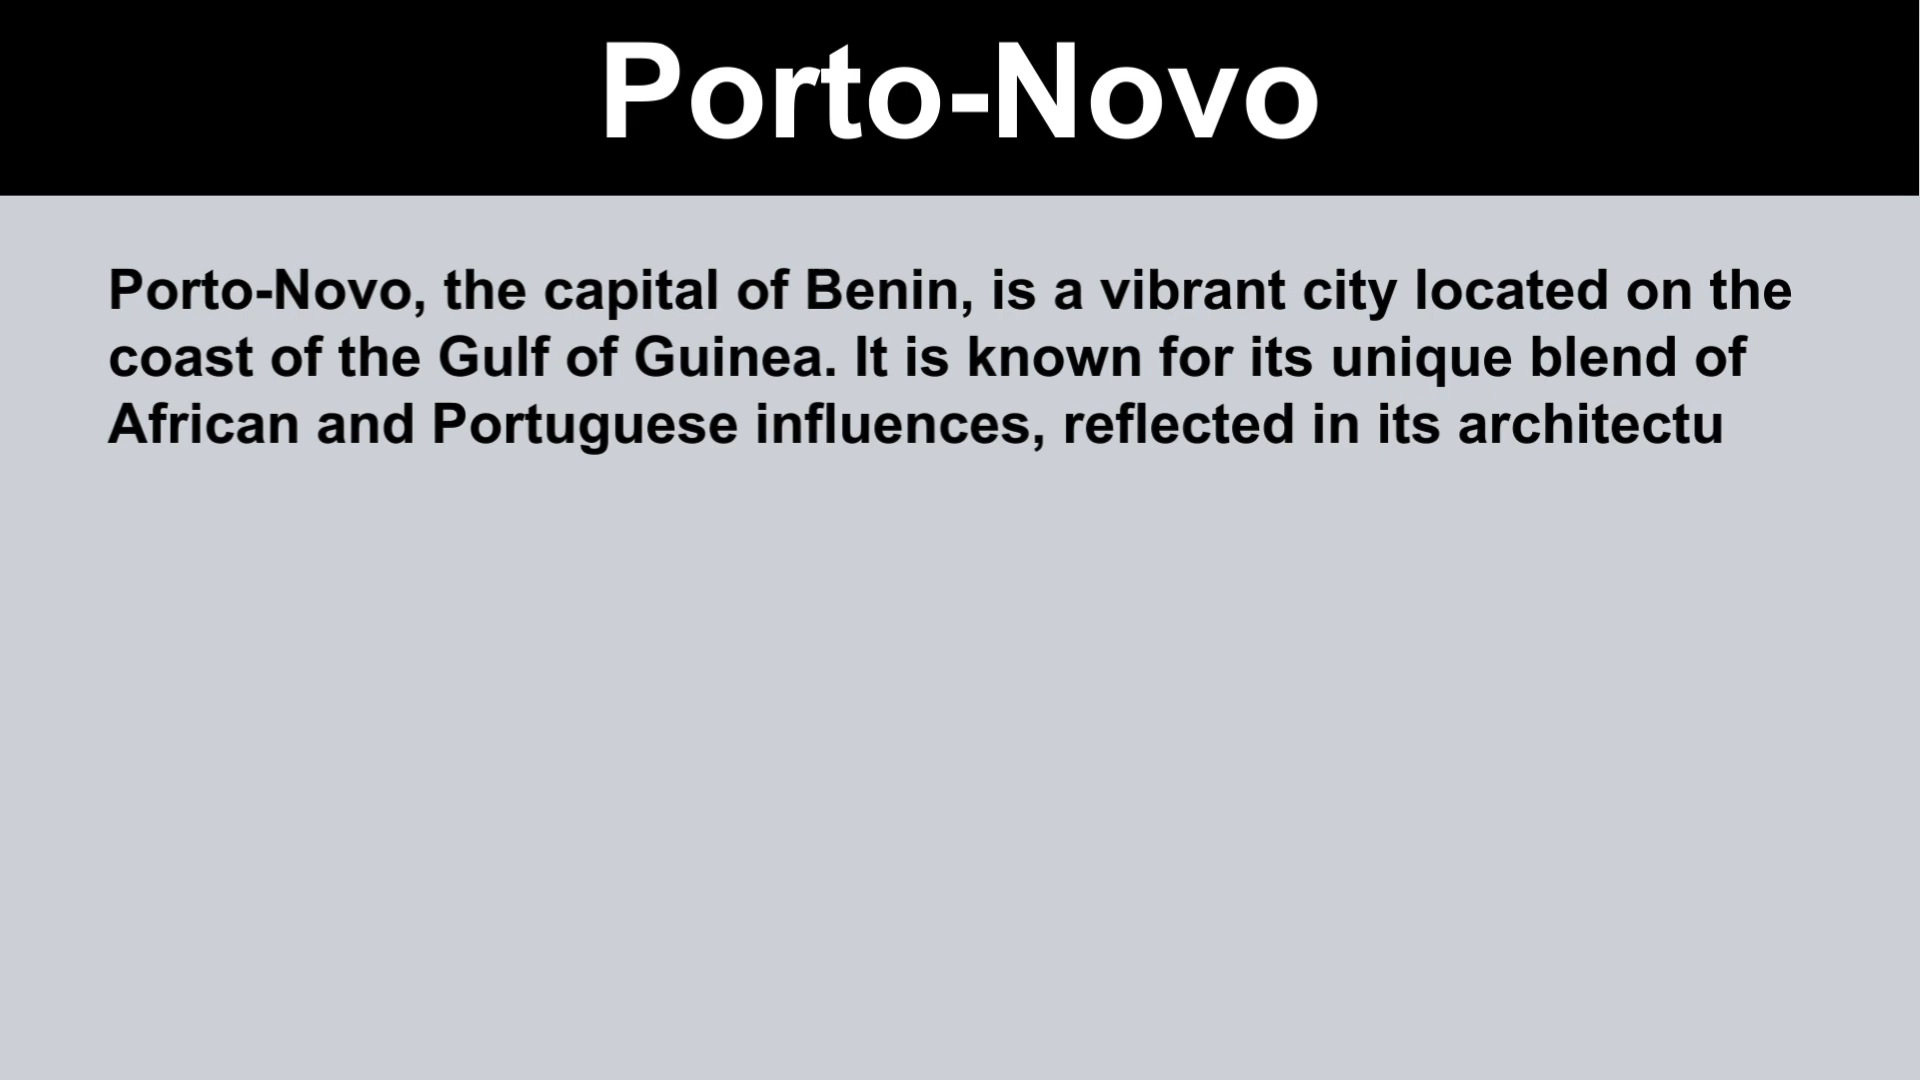 Porto-Novo
Porto-Novo, the capital of Benin, is a vibrant city located on the
coast of the Gulf of Guinea. It is known for its unique blend of
African and Portuguese influences, reflected in its architectu